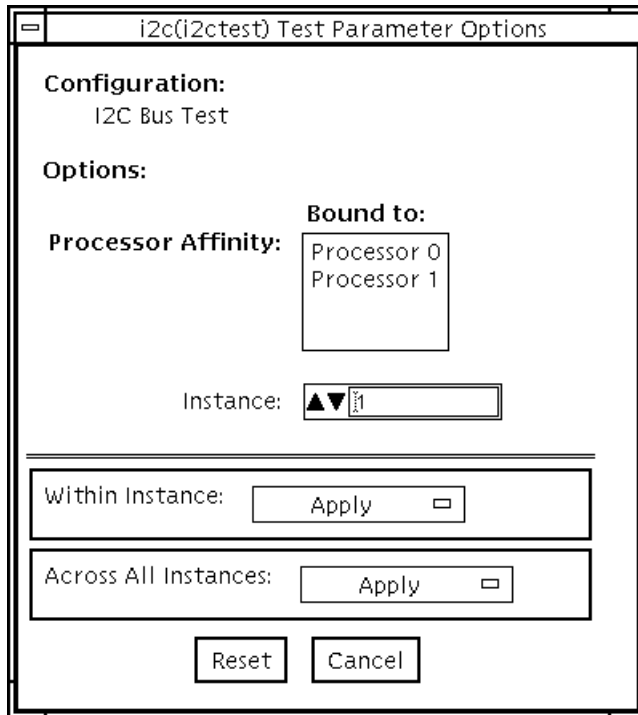 i2c(i2ctest) Test Parameter Options
Configuration:
I2C Bus Test
Options:
Bound to:
Processor Affinity:
Processor 0
Processor 1
Instance: 1
Within Instance: Apply
Across All Instances: Apply
Reset Cancel